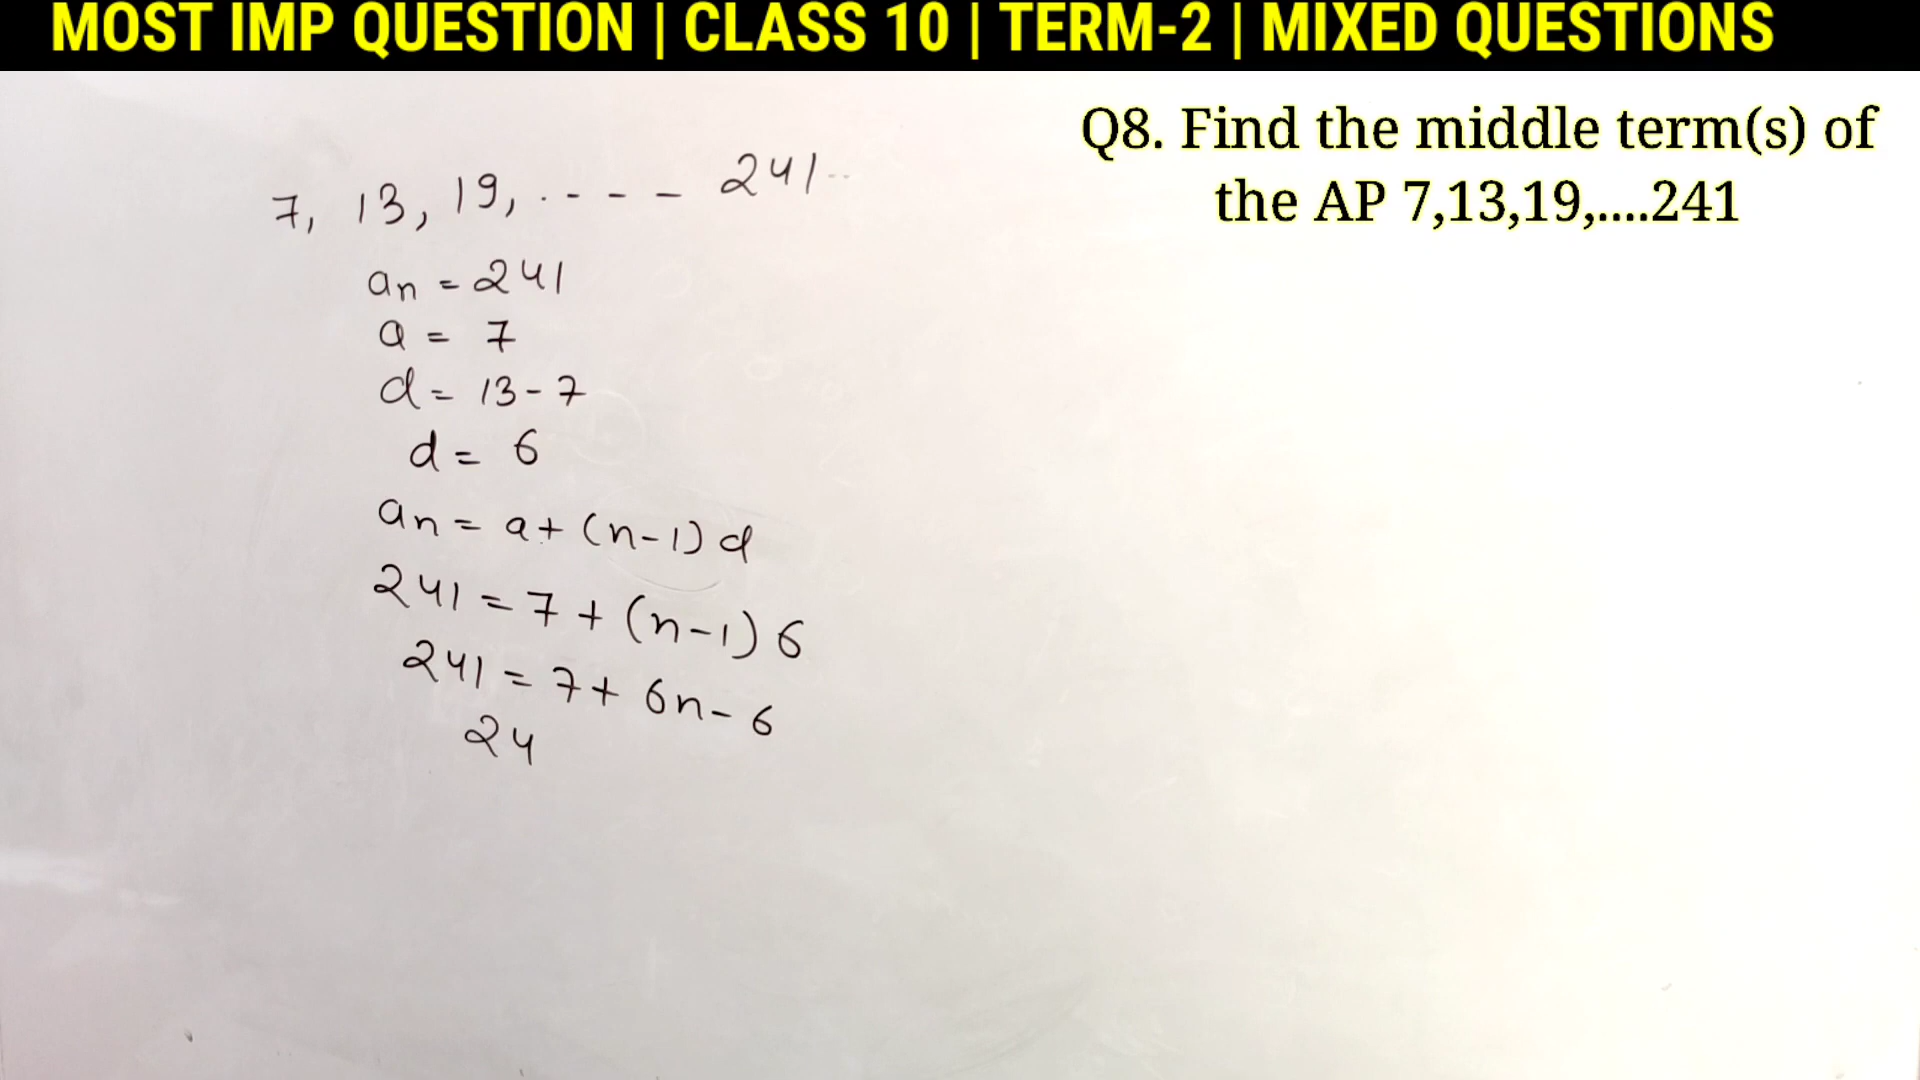 MOST IMP QUESTION | CLASS 10 | TERM-2 | MIXED QUESTIONS
Q8. Find the middle term(s) of
the AP 7,13,19,....241
7, 13, 19, .--- 241--
an = 241
a = 7
d = 13-7
d = 6
an = a+(n-1)d
241 = 7+(n-1)6
241 = 7+6n-6
24